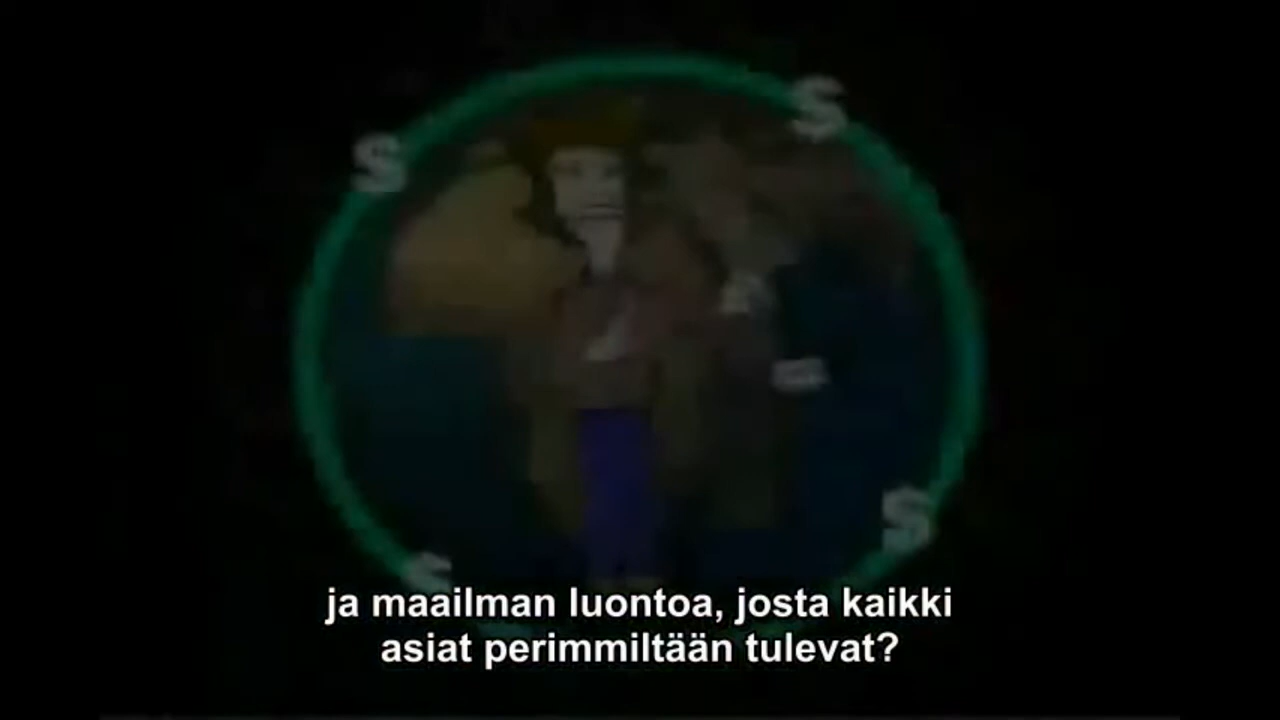 $
$
$
$
ja maailman luontoa, josta kaikki
asiat perimmiltään tulevat?